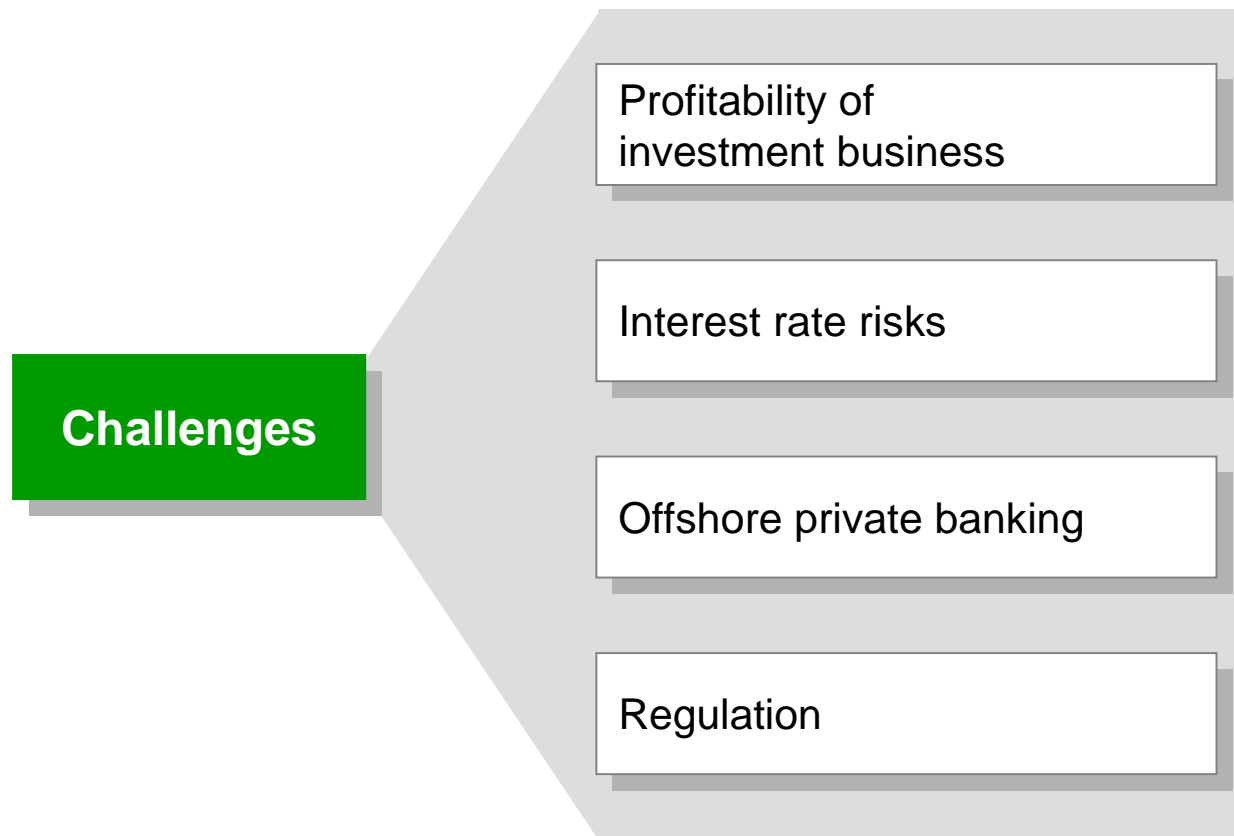 Challenges
Profitability of
investment business
Interest rate risks
Offshore private banking
Regulation